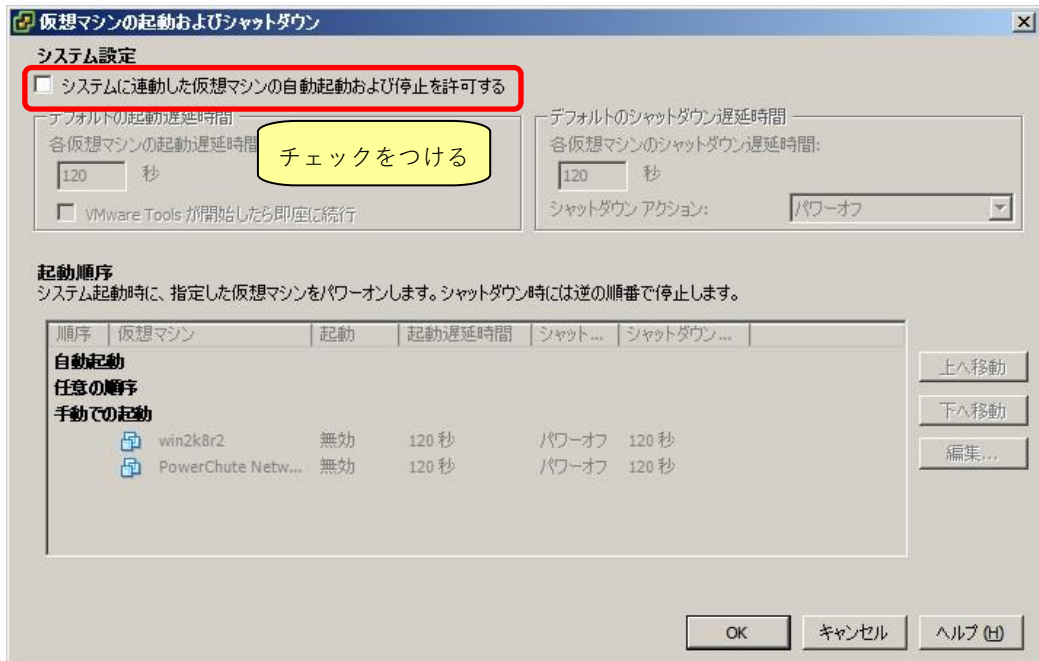 仮想マシンの起動およびシャットダウン
システム設定
システムに連動した仮想マシンの自動起動および停止を許可する
デフォルトの起動遅延時間
各仮想マシンの起動遅延時間
120 秒
VMware Tools が開始したら即座に続行
チェックをつける
デフォルトのシャットダウン遅延時間
各仮想マシンのシャットダウン遅延時間:
120 秒
シャットダウン アクション: パワーオフ
起動順序
システム起動時に、指定した仮想マシンをパワーオンします。シャットダウン時には逆の順番で停止します。
順序 仮想マシン 起動 起動遅延時間 シャット... シャットダウン...
自動起動
任意の順序
手動での起動
win2k8r2 無効 120 秒 パワーオフ 120 秒
PowerChute Netw... 無効 120 秒 パワーオフ 120 秒
上へ移動
下へ移動
編集...
OK キャンセル ヘルプ (H)